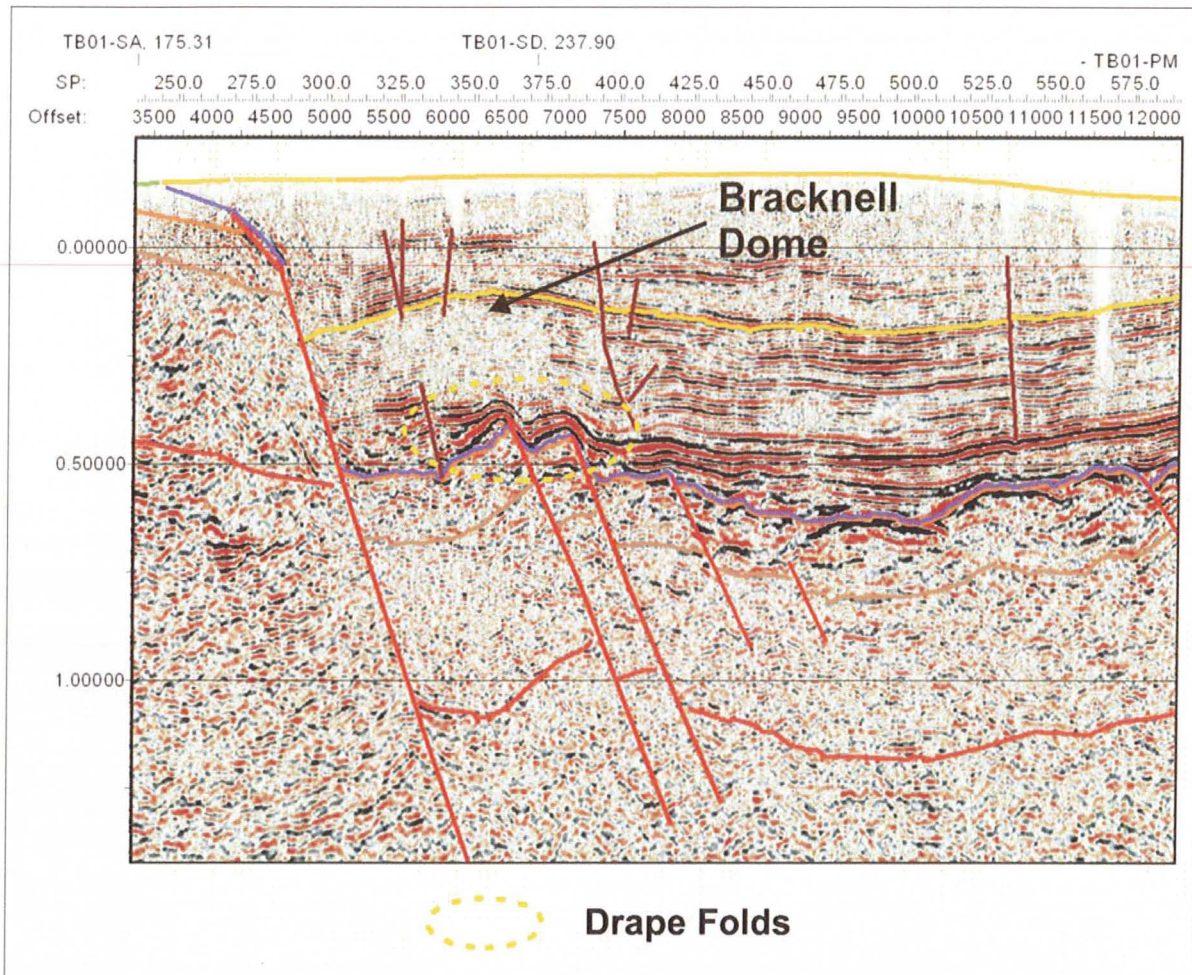 TB01-SA, 175.31 TB01-SD, 237.90
- TB01-PM
SP: 250.0 275.0 300.0 325.0 350.0 375.0 400.0 425.0 450.0 475.0 500.0 525.0 550.0 575.0
Offset: 3500 4000 4500 5000 5500 6000 6500 7000 7500 8000 8500 9000 9500 10000 10500 11000 11500 12000
Bracknell
Dome
0.00000
0.50000
1.00000
Drape Folds